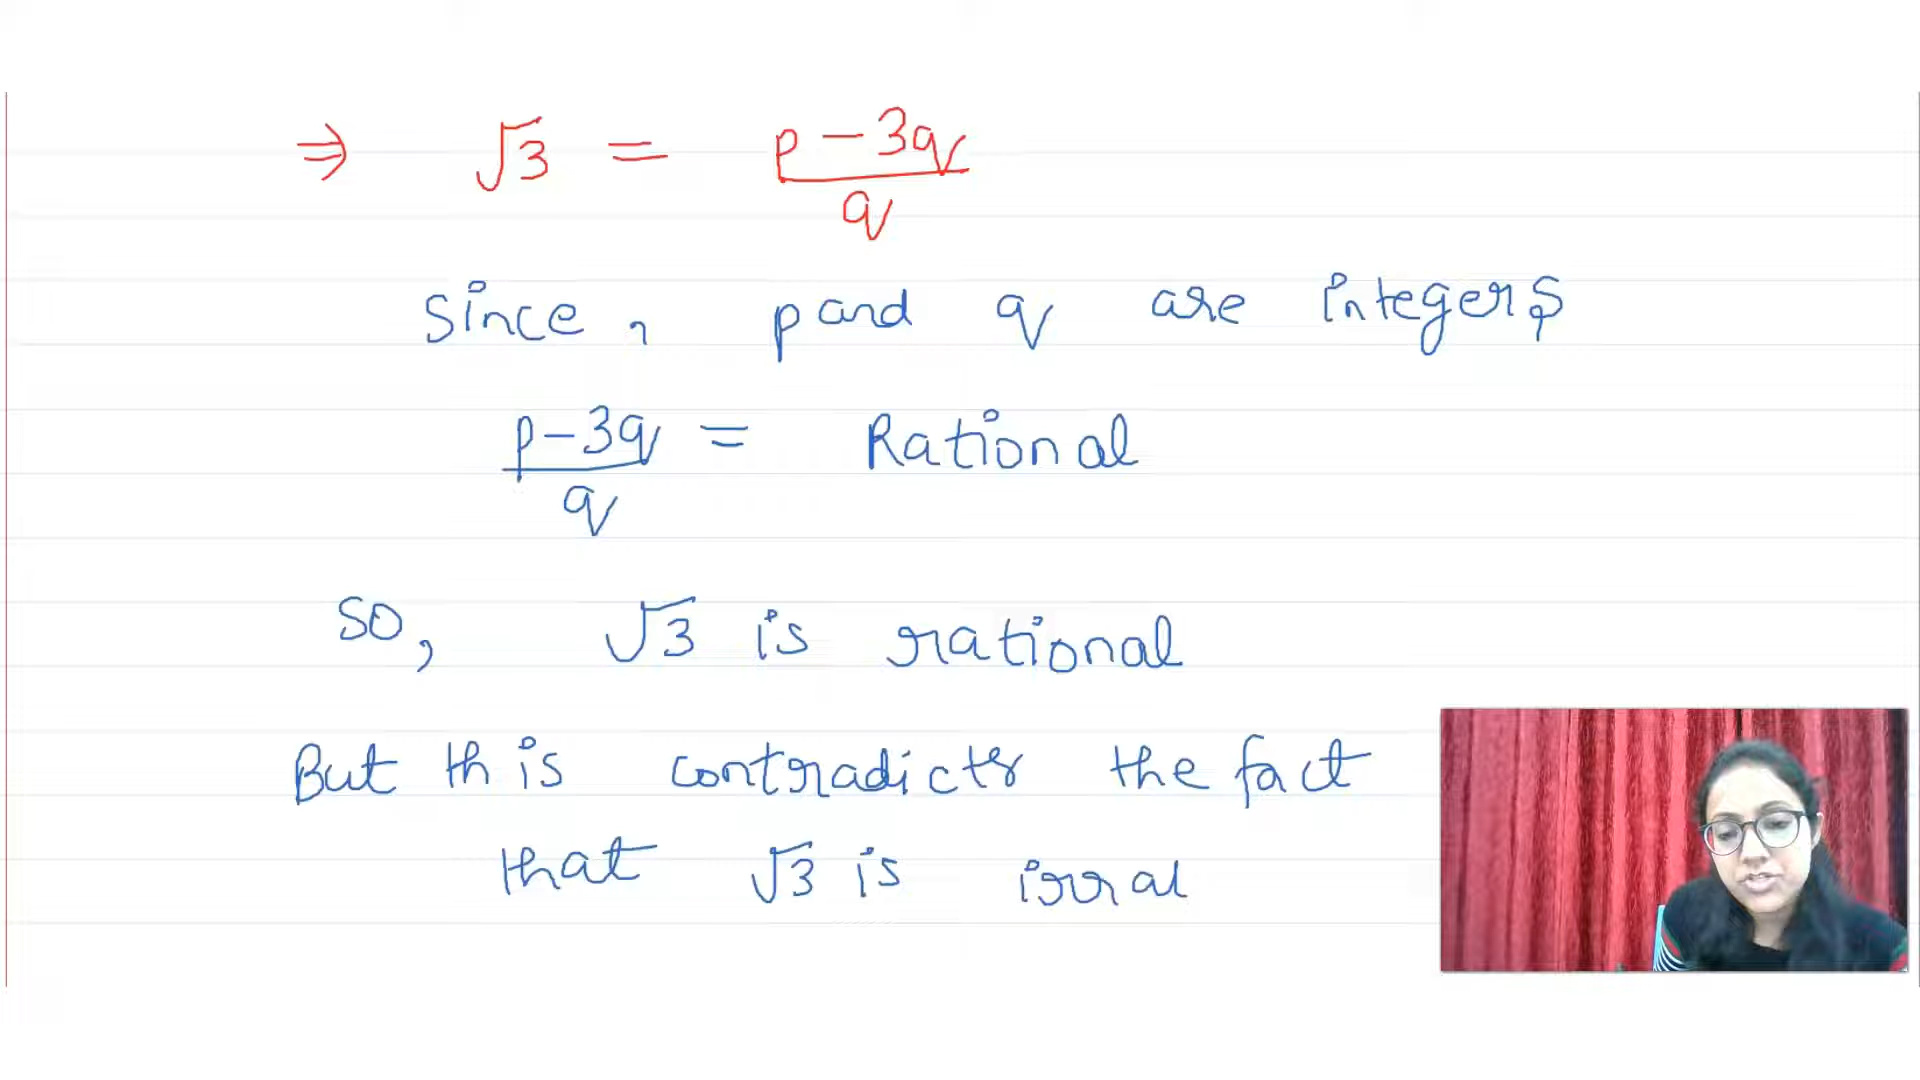 ⇒ √3 = (p - 3q)/q
Since, p and q are integers
(p - 3q)/q = Rational
So, √3 is rational
But this contradicts the fact
that √3 is irra